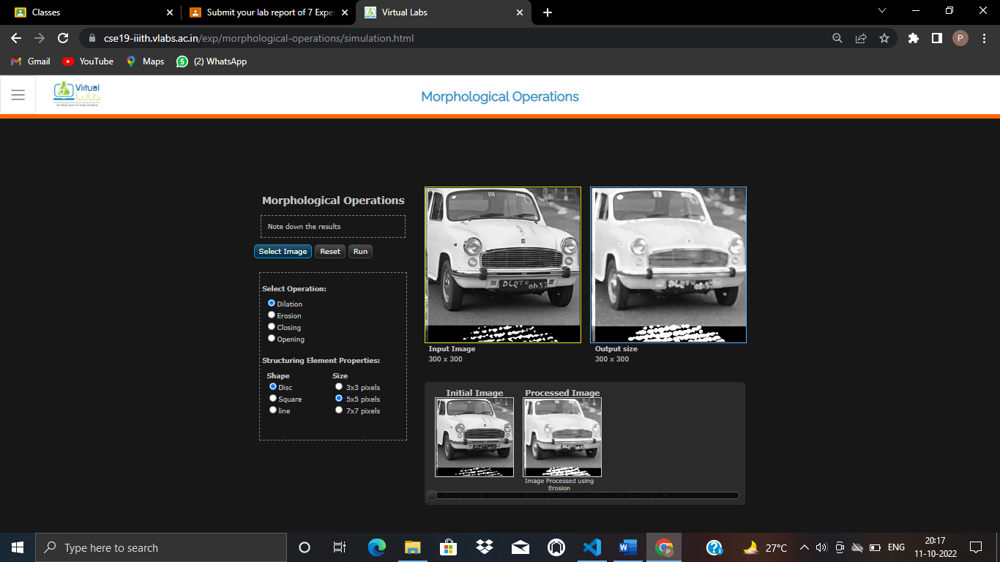 Classes
Submit your lab report of 7 Expe
Virtual Labs
cse19-iiith.vlabs.ac.in/exp/morphological-operations/simulation.html
P
Gmail
YouTube
Maps
5
(2) WhatsApp
Virtual
Labs
Morphological Operations
Morphological Operations
Note down the results
Select Image
Reset
Run
Select Operation:
Dilation
Erosion
Closing
Opening
Structuring Element Properties:
Shape
Size
Disc
3x3 pixels
Square
5x5 pixels
line
7x7 pixels
Input Image
300 x 300
Output size
300 x 300
Initial Image
Processed Image
Image Processed using
Erosion
Type here to search
27°C
ENG
20:17
11-10-2022